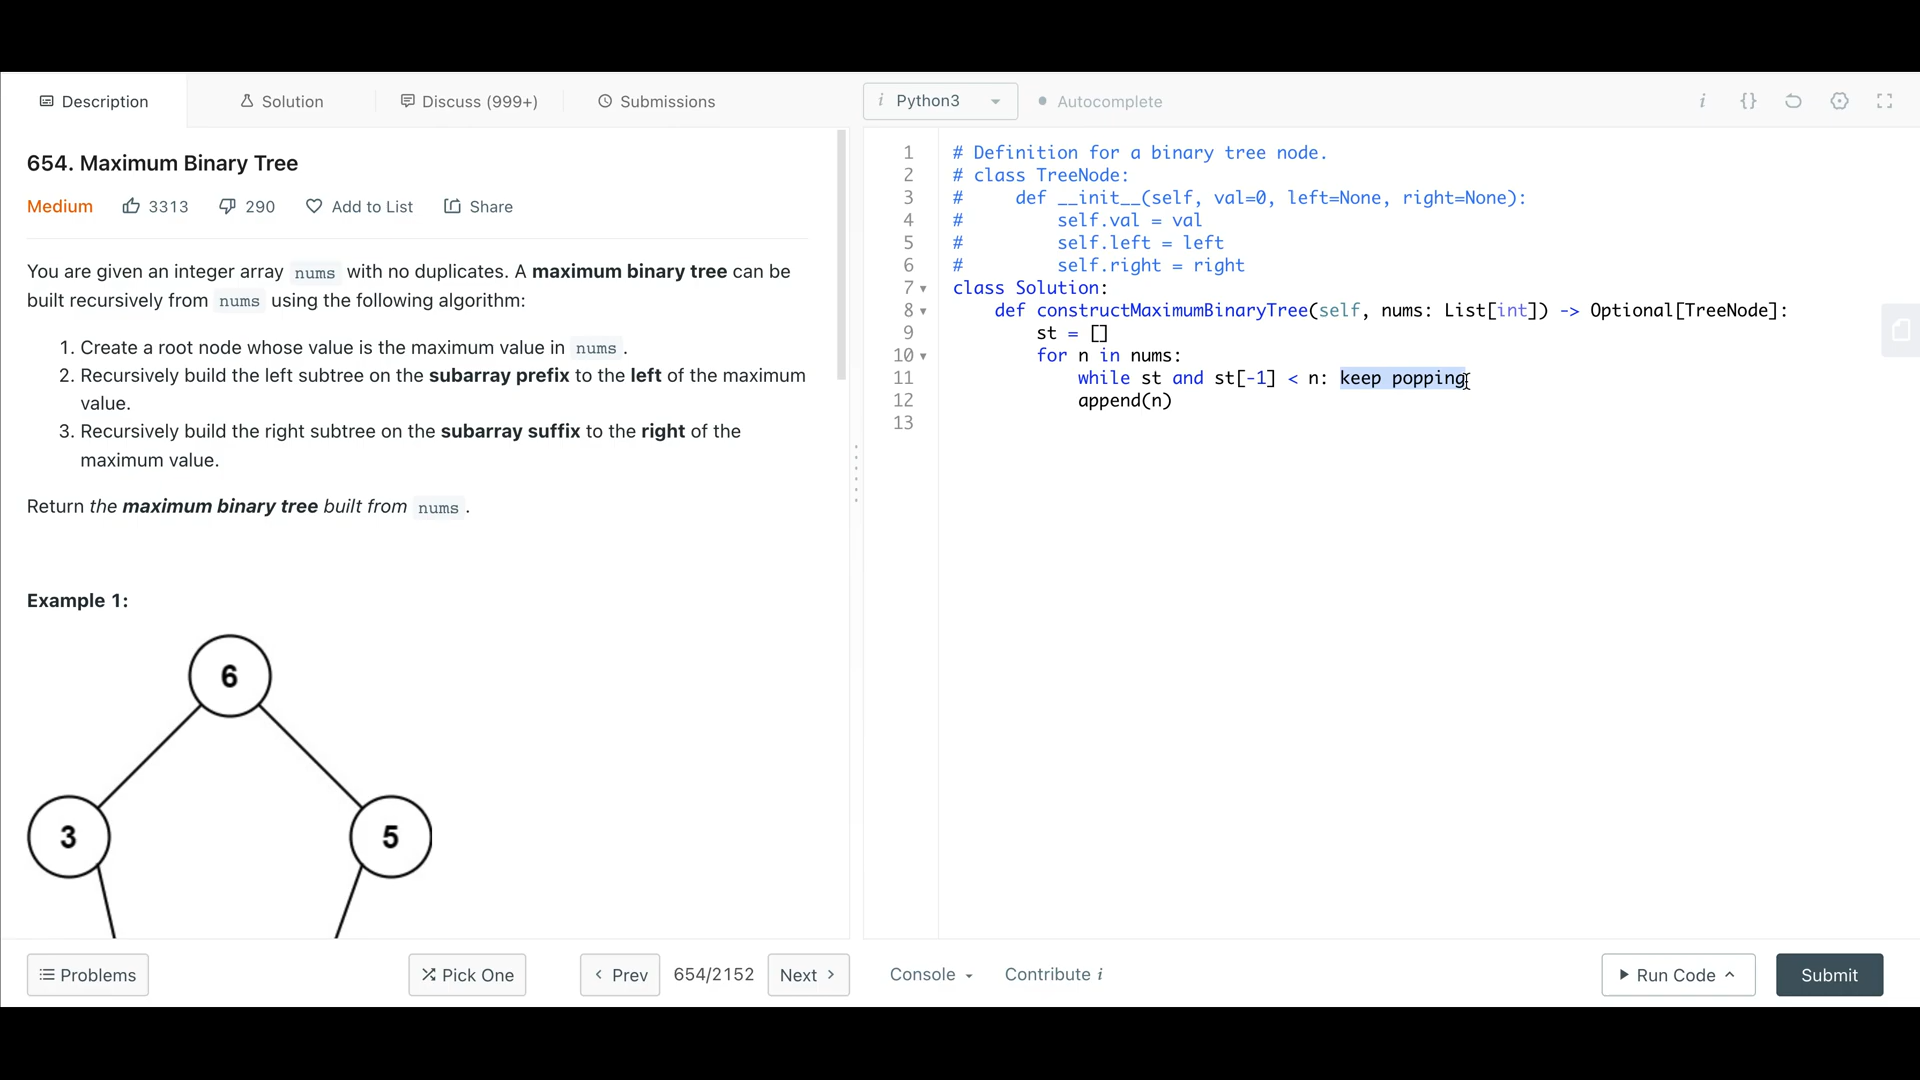 Description
Solution
Discuss (999+)
Submissions
i Python3
Autocomplete
i {}
654. Maximum Binary Tree
Medium 3313 290 Add to List Share
You are given an integer array nums with no duplicates. A maximum binary tree can be
built recursively from nums using the following algorithm:
1. Create a root node whose value is the maximum value in nums .
2. Recursively build the left subtree on the subarray prefix to the left of the maximum
value.
3. Recursively build the right subtree on the subarray suffix to the right of the
maximum value.
Return the maximum binary tree built from nums .
Example 1:
6
3
5
1 # Definition for a binary tree node.
2 # class TreeNode:
3 #     def __init__(self, val=0, left=None, right=None):
4 #         self.val = val
5 #         self.left = left
6 #         self.right = right
7 class Solution:
8     def constructMaximumBinaryTree(self, nums: List[int]) -> Optional[TreeNode]:
9         st = []
10         for n in nums:
11             while st and st[-1] < n: keep popping
12             append(n)
13
Problems
Pick One
< Prev
654/2152
Next >
Console
Contribute i
Run Code
Submit